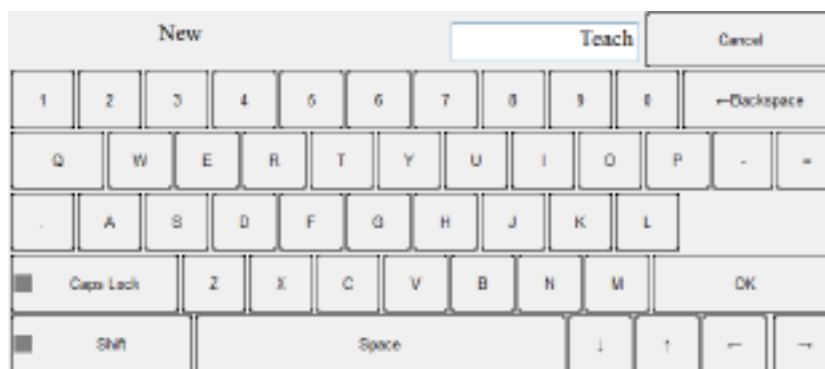 New Teach Cancel
1 2 3 4 5 6 7 8 9 0 ←Backspace
Q W E R T Y U I O P - =
. A S D F G H J K L
Caps Lock Z X C V B N M OK
Shift Space ↓ ↑ ← →